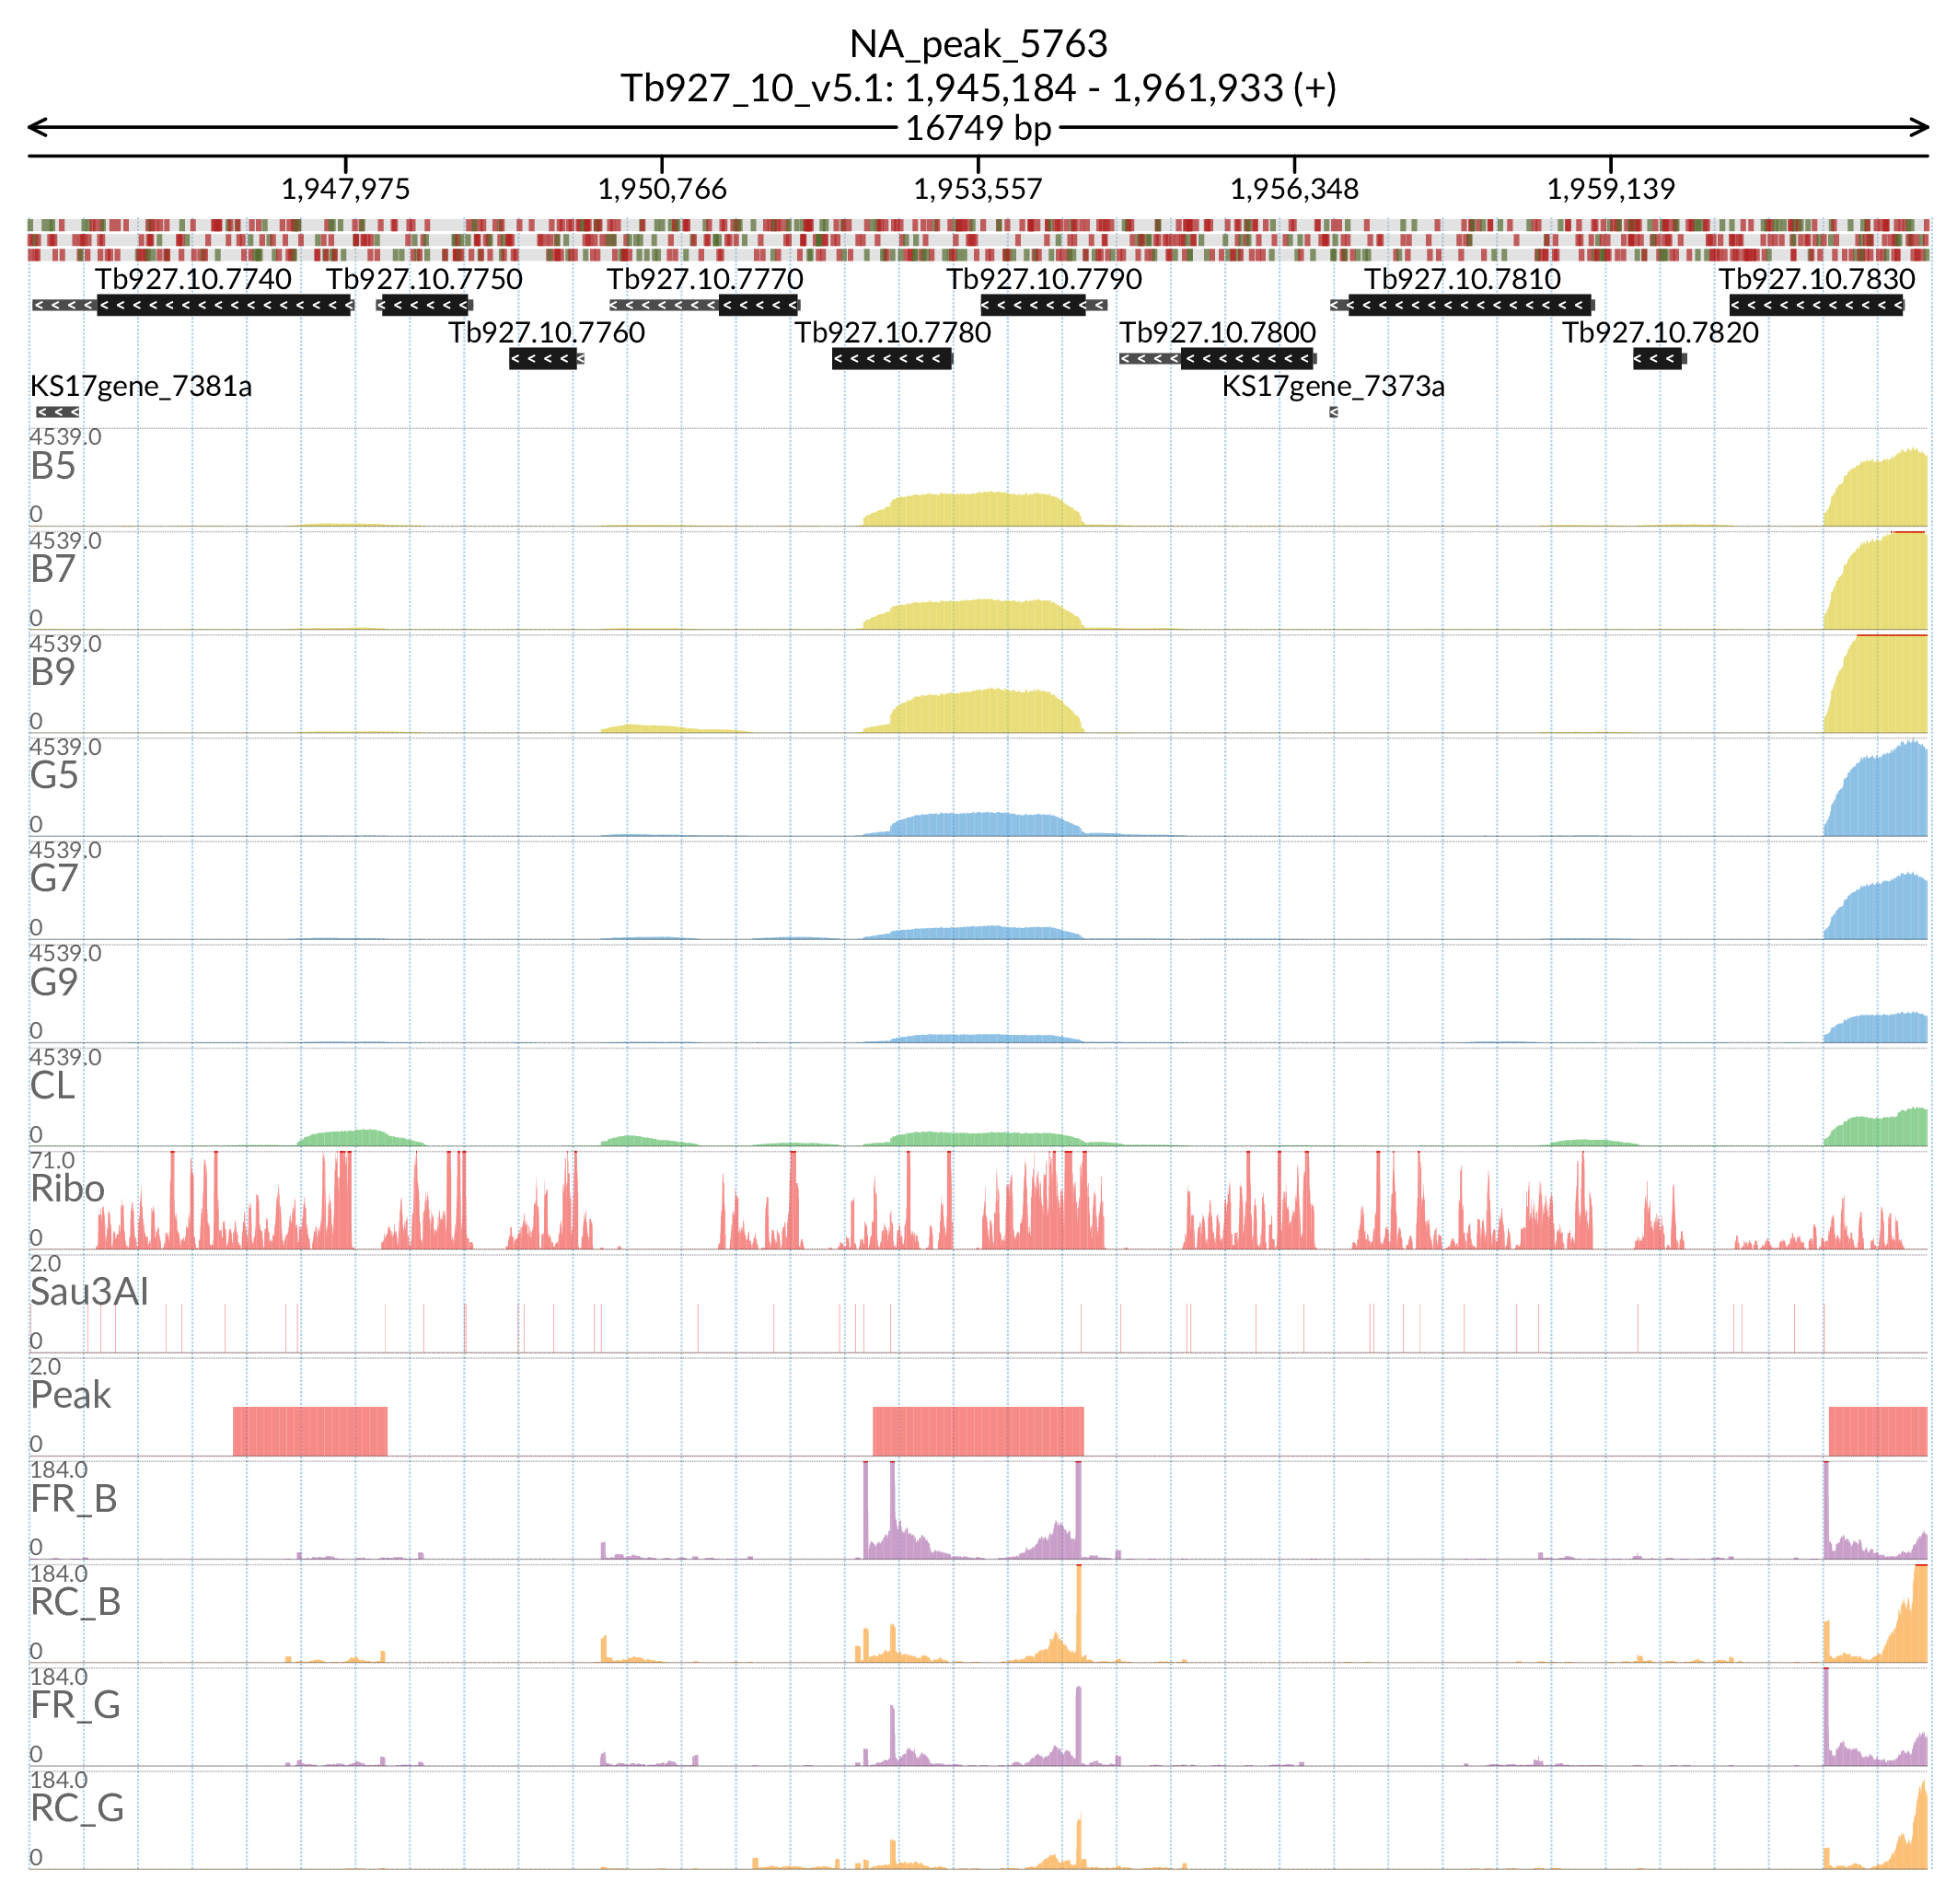 NA_peak_5763
Tb927_10_v5.1: 1,945,184 - 1,961,933 (+)
16749 bp
1,947,975 1,950,766 1,953,557 1,956,348 1,959,139
Tb927.10.7740 Tb927.10.7750 Tb927.10.7770 Tb927.10.7790 Tb927.10.7810 Tb927.10.7830
Tb927.10.7760 Tb927.10.7780 Tb927.10.7800 Tb927.10.7820
KS17gene_7381a KS17gene_7373a
4539.0
B5
0
4539.0
B7
0
4539.0
B9
0
4539.0
G5
0
4539.0
G7
0
4539.0
G9
0
4539.0
CL
0
71.0
Ribo
0
2.0
Sau3AI
0
2.0
Peak
0
184.0
FR_B
0
184.0
RC_B
0
184.0
FR_G
0
184.0
RC_G
0